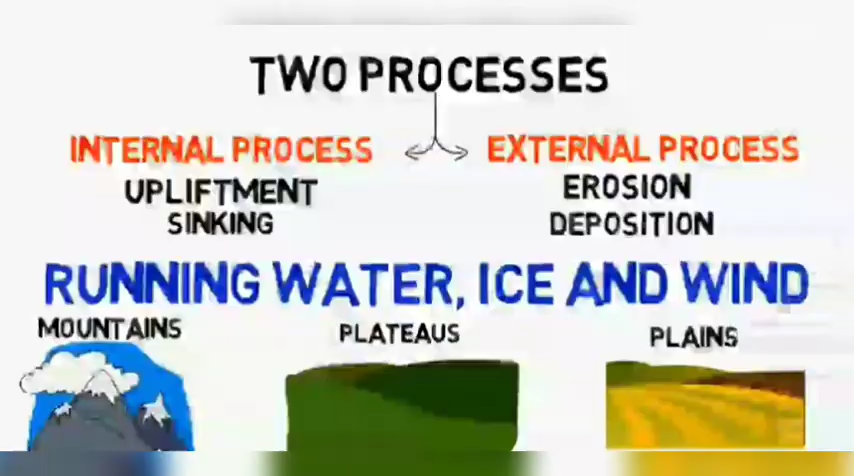 TWO PROCESSES
INTERNAL PROCESS
EXTERNAL PROCESS
UPLIFTMENT
SINKING
EROSION
DEPOSITION
RUNNING WATER, ICE AND WIND
MOUNTAINS
PLATEAUS
PLAINS